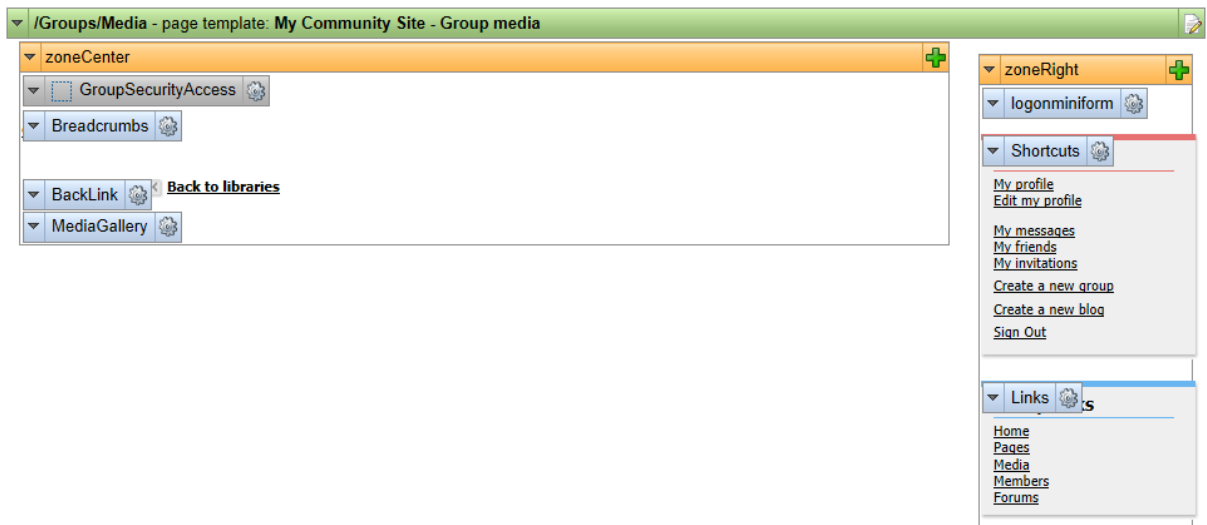 /Groups/Media - page template: My Community Site - Group media
zoneCenter
GroupSecurityAccess
Breadcrumbs
BackLink
Back to libraries
MediaGallery
zoneRight
logonminiform
Shortcuts
My profile
Edit my profile
My messages
My friends
My invitations
Create a new group
Create a new blog
Sign Out
Links
Home
Pages
Media
Members
Forums